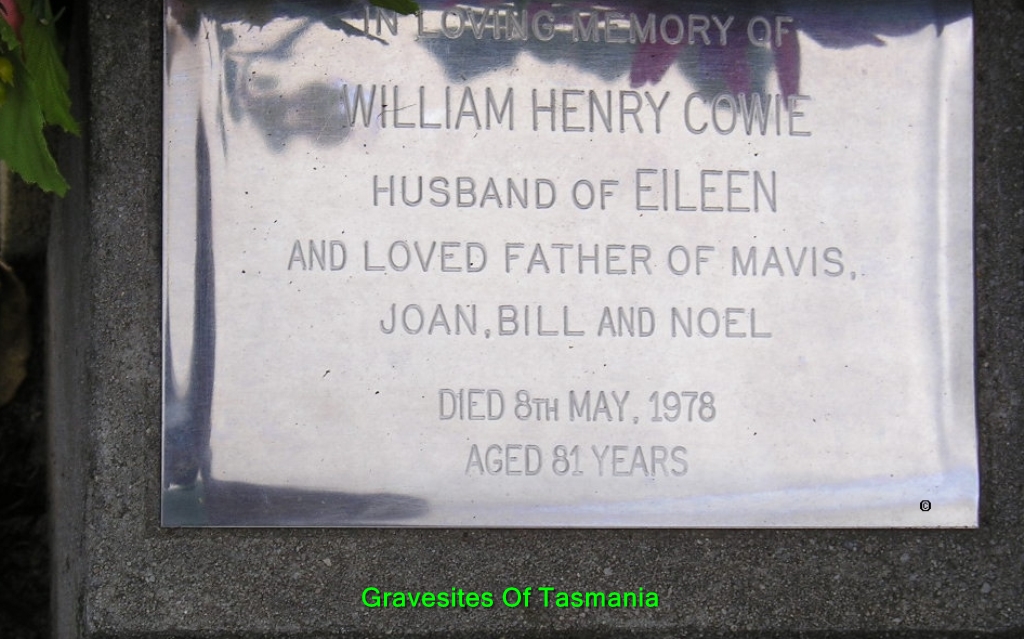 IN LOVING MEMORY OF
WILLIAM HENRY COWIE
HUSBAND OF EILEEN
AND LOVED FATHER OF MAVIS,
JOAN, BILL AND NOEL
DIED 8TH MAY, 1978
AGED 81 YEARS
©
Gravesites Of Tasmania